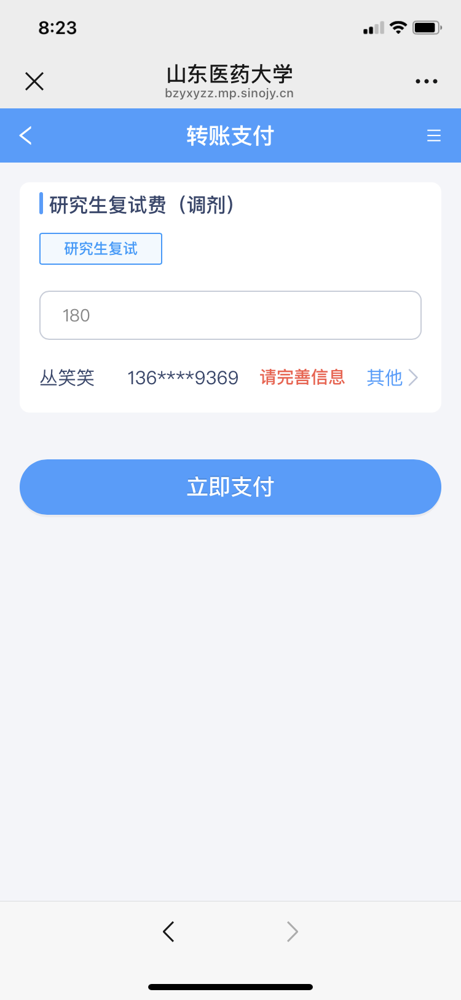 8:23
山东医药大学
bzyxyzz.mp.sinojy.cn
转账支付
研究生复试费（调剂）
研究生复试
180
丛笑笑 136****9369 请完善信息 其他
立即支付